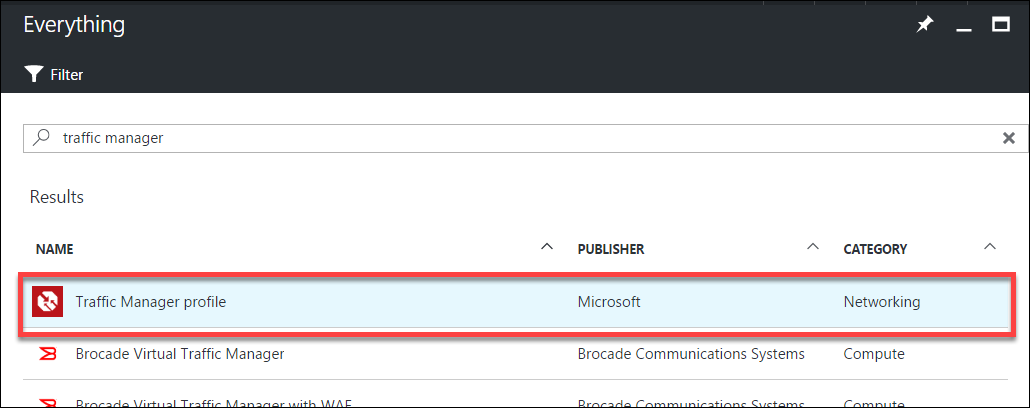 Everything
Filter
traffic manager
Results
NAME PUBLISHER CATEGORY
Traffic Manager profile Microsoft Networking
Brocade Virtual Traffic Manager Brocade Communications Systems Compute
Brocade Virtual Traffic Manager with WAF Brocade Communications Systems Compute